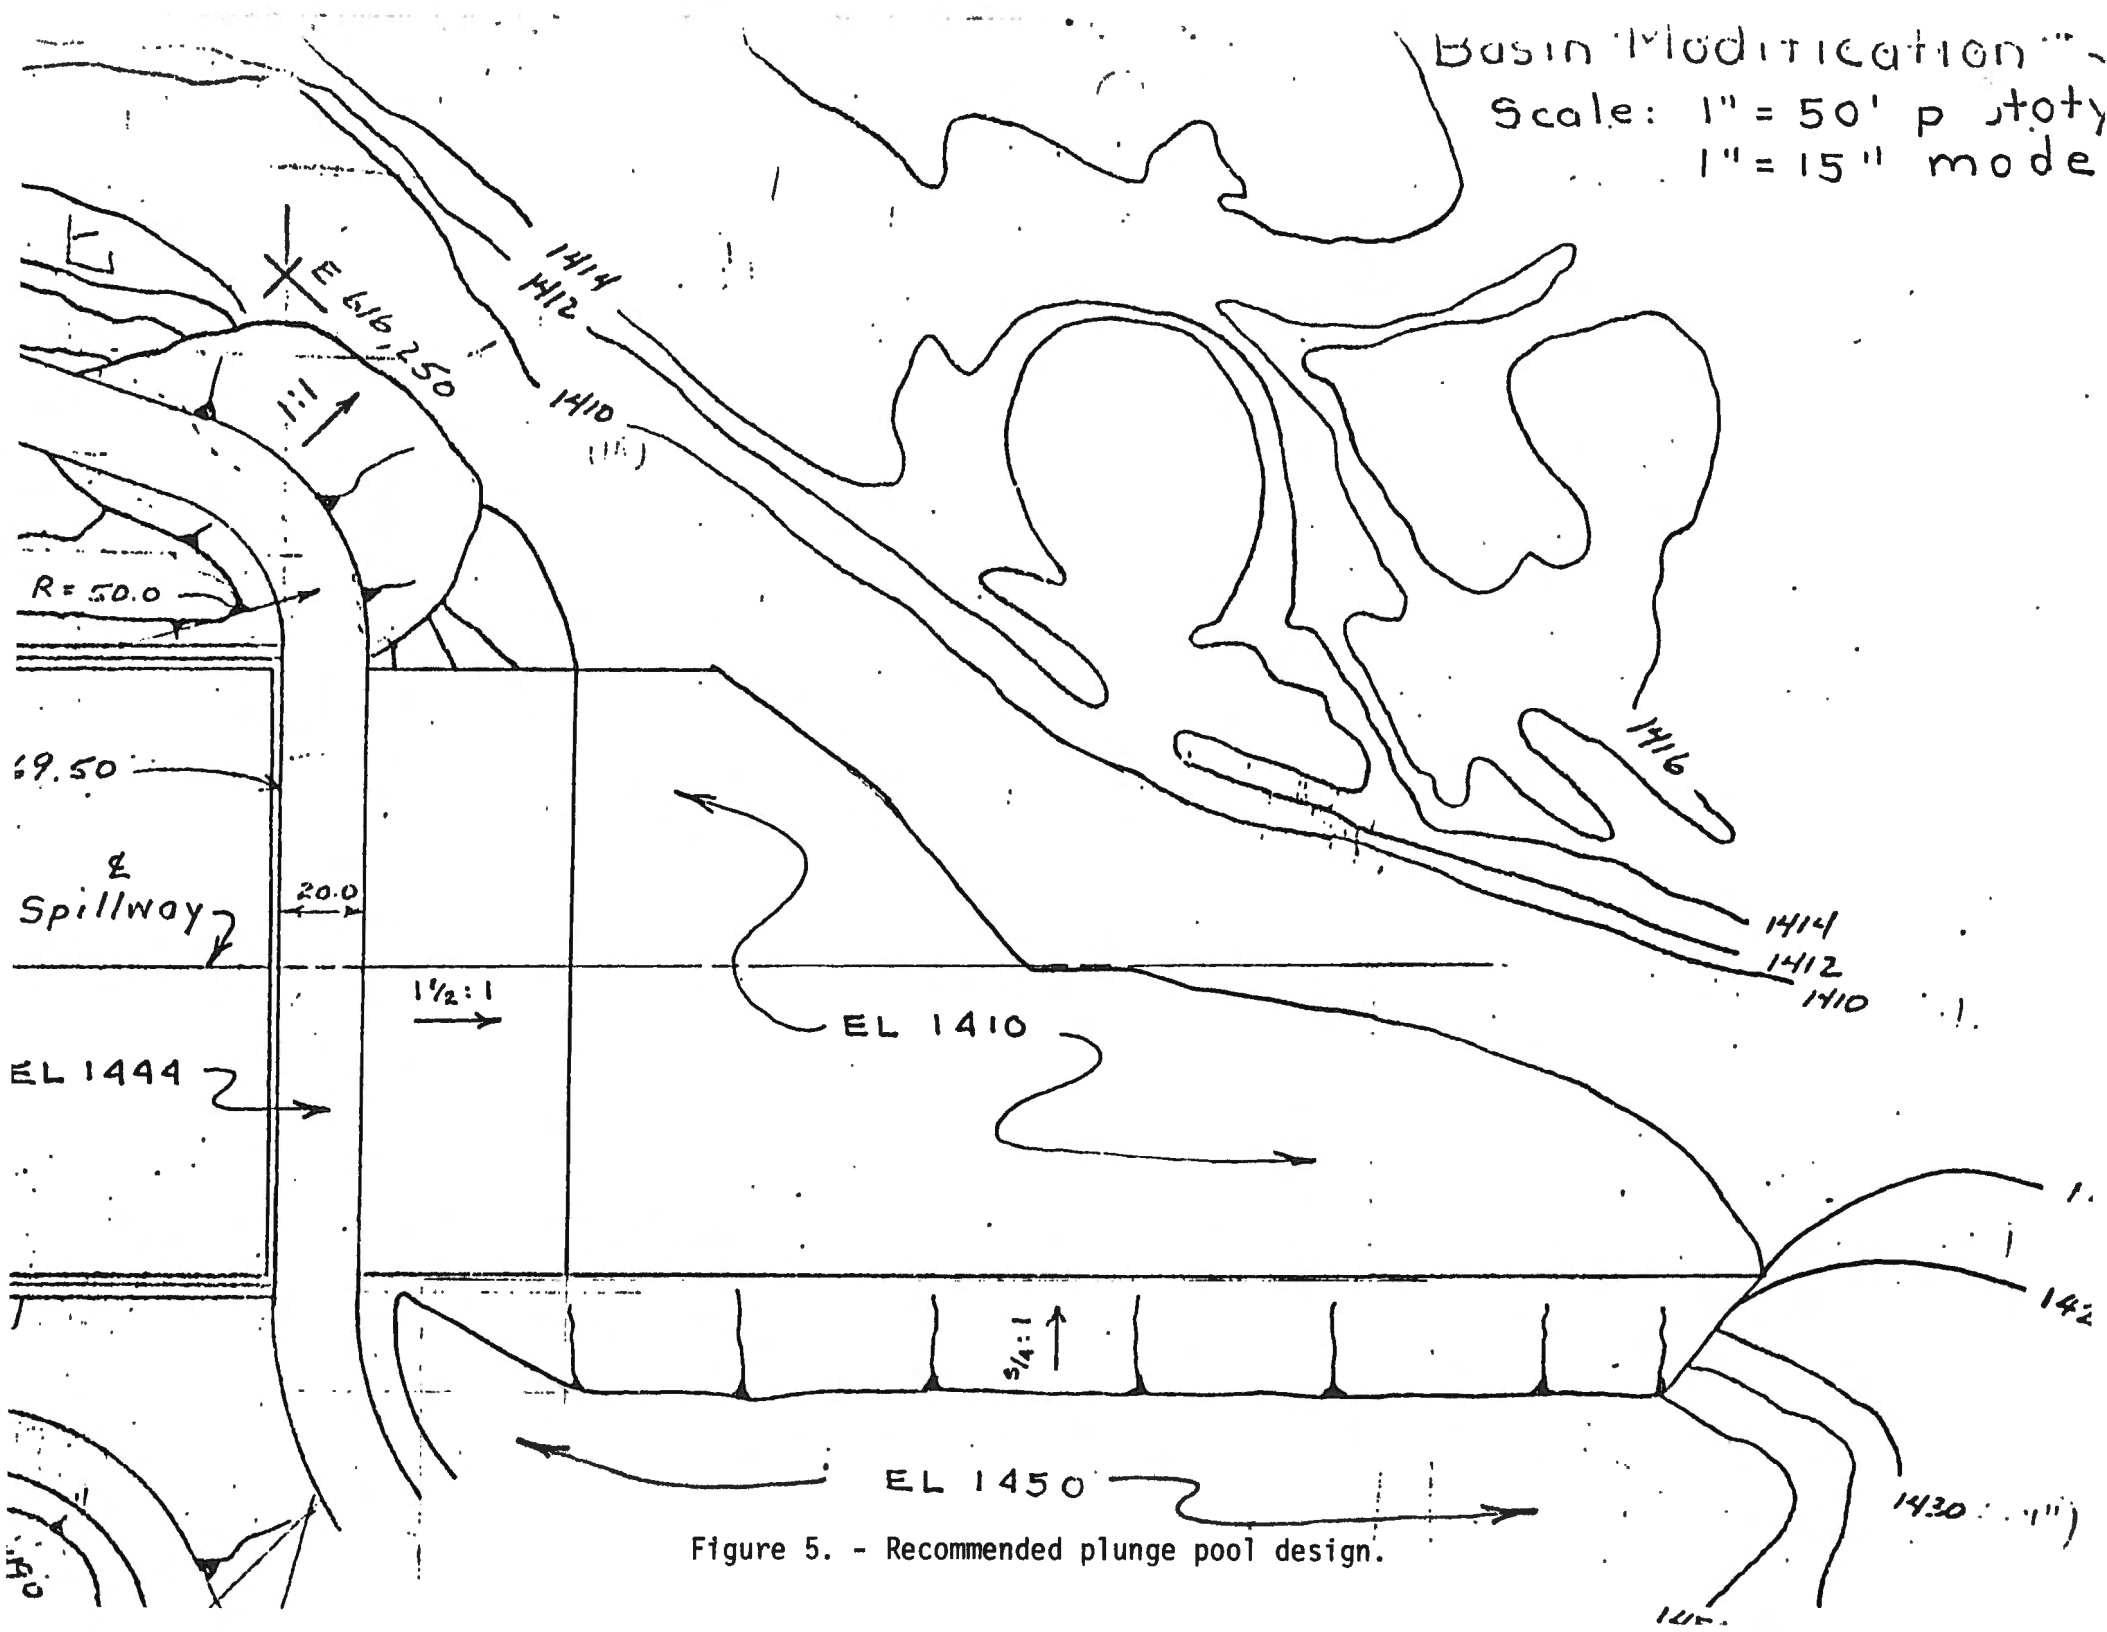 Basin Modification"
Scale: 1" = 50'
1" = 15" mode
E
E 616,250
1414
1412
1:1
1410
R = 50.0
69.50
1416
℄
Spillway
20.0
1414
1412
1½:1
1410
EL 1410
EL 1444
5/4:1
EL 1450
1430
Figure 5. - Recommended plunge pool design.